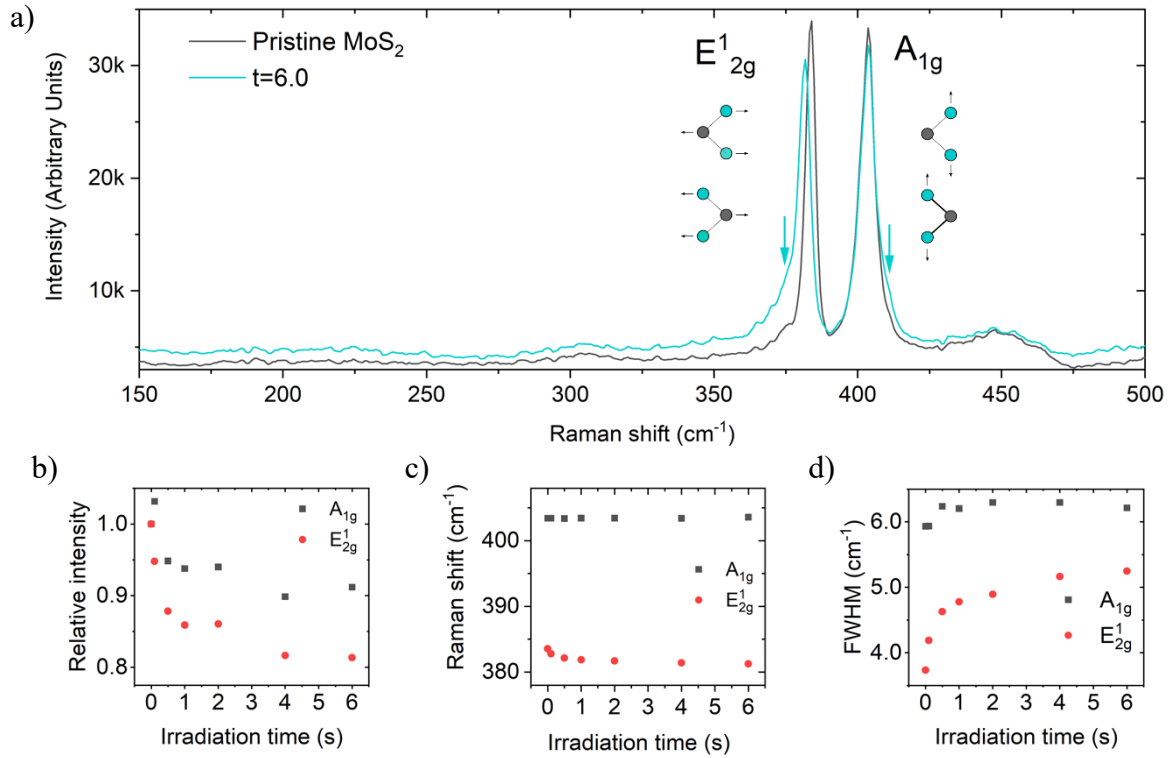 a)
Pristine MoS₂
t=6.0
E¹₂g
A₁g
30k
20k
10k
Intensity (Arbitrary Units)
150 200 250 300 350 400 450 500
Raman shift (cm⁻¹)
b)
A₁g
E¹₂g
1.0
0.9
0.8
Relative intensity
0 1 2 3 4 5 6
Irradiation time (s)
c)
A₁g
E¹₂g
400
390
380
Raman shift (cm⁻¹)
0 1 2 3 4 5 6
Irradiation time (s)
d)
A₁g
E¹₂g
6.0
5.0
4.0
FWHM (cm⁻¹)
0 1 2 3 4 5 6
Irradiation time (s)